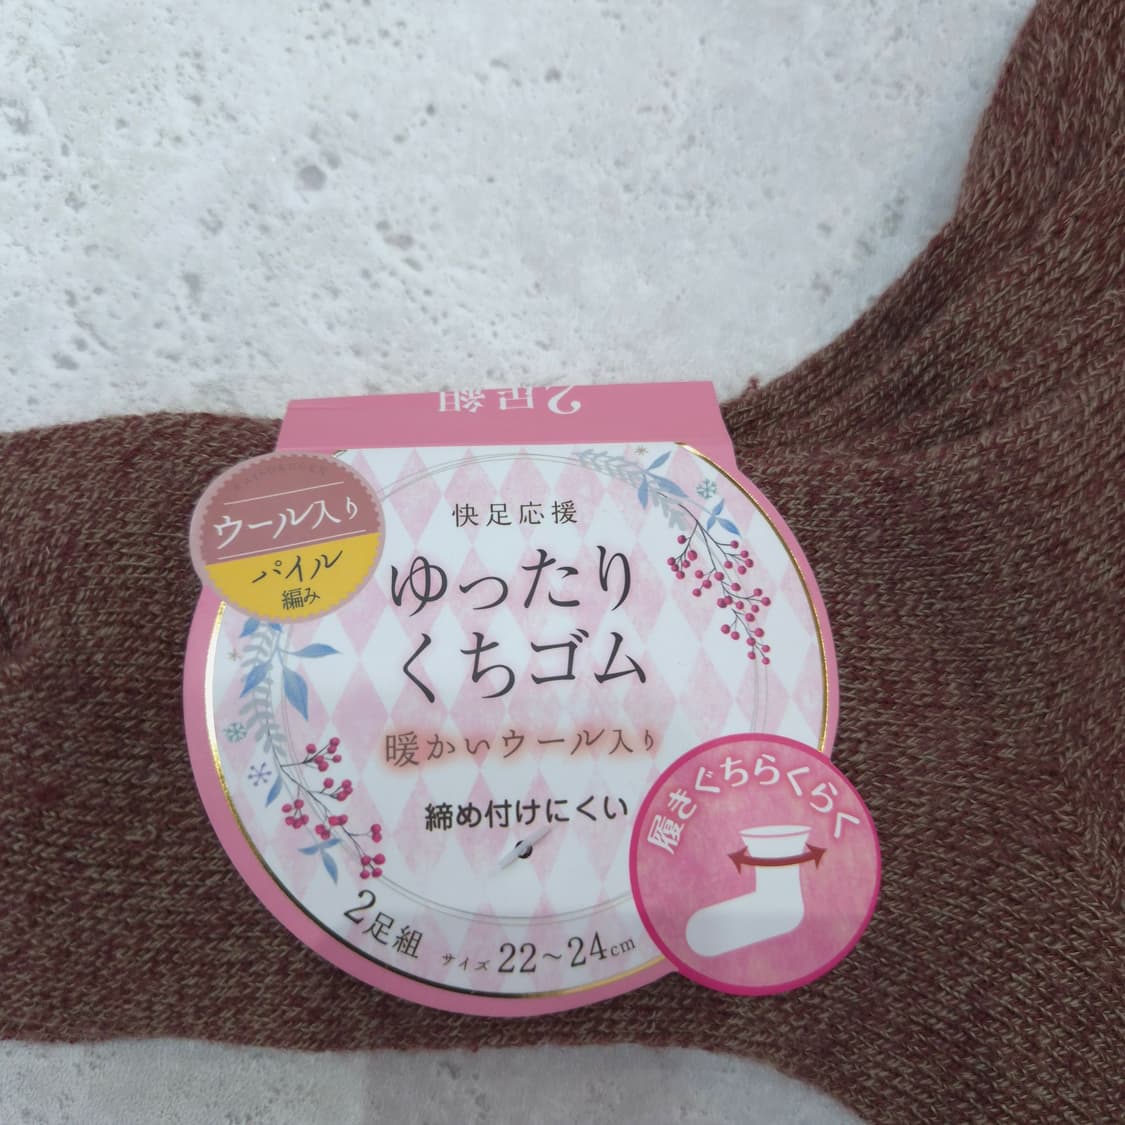 2足組
ウール入り
パイル
編み
快足応援
ゆったり
くちゴム
暖かいウール入り
締め付けにくい
履きぐちらくらく
2足組
サイズ 22～24cm